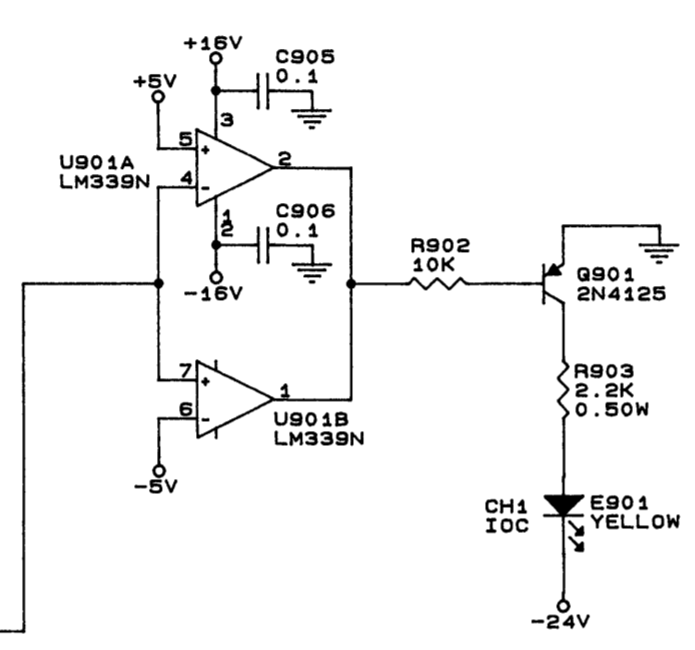 +16V
C905
0.1
+5V
3
5
+
U901A
LM339N
2
4
-
1
2
C906
0.1
-16V
R902
10K
Q901
2N4125
7
+
1
6
-
U901B
LM339N
-5V
R903
2.2K
0.50W
CH1
IOC
E901
YELLOW
-24V